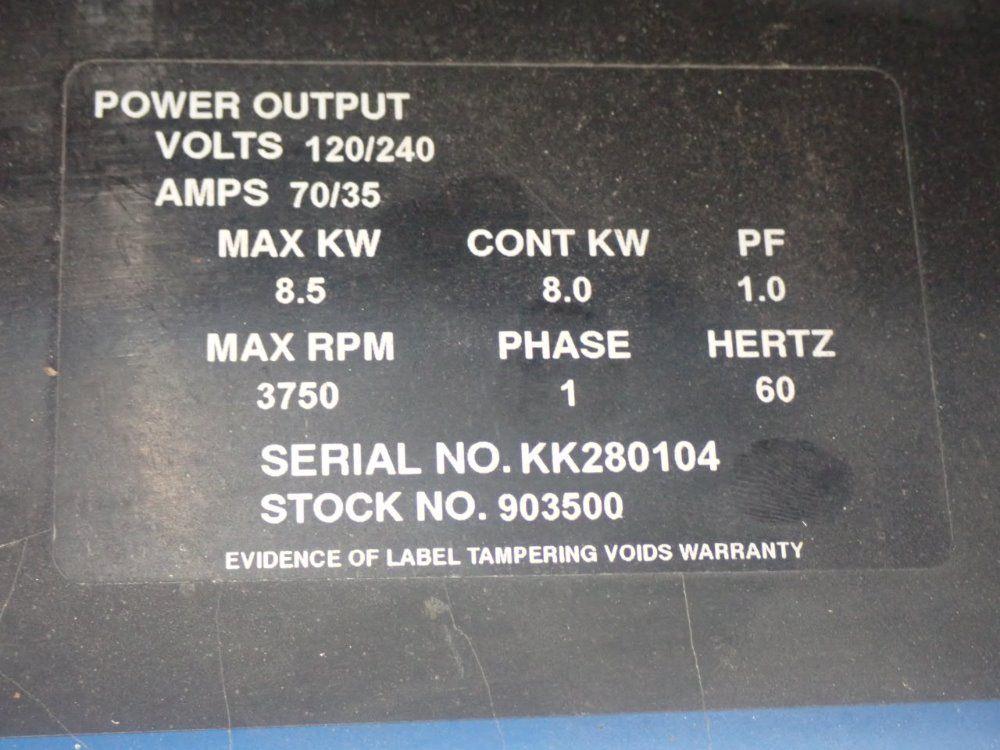 POWER OUTPUT
VOLTS 120/240
AMPS 70/35
MAX KW CONT KW PF
8.5 8.0 1.0
MAX RPM PHASE HERTZ
3750 1 60
SERIAL NO. KK280104
STOCK NO. 903500
EVIDENCE OF LABEL TAMPERING VOIDS WARRANTY